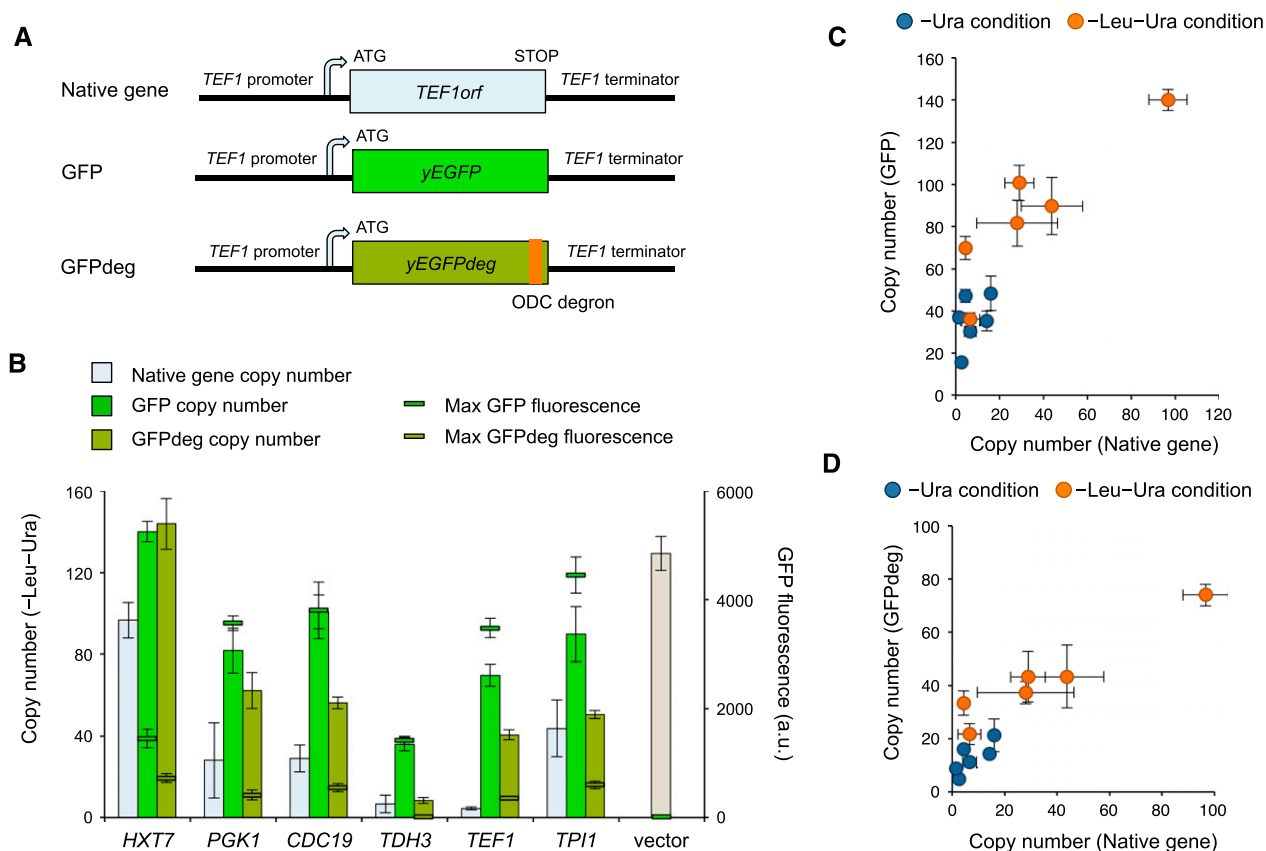 A
Native gene
TEF1 promoter
ATG
TEF1orf
STOP
TEF1 terminator
GFP
TEF1 promoter
ATG
yEGFP
TEF1 terminator
GFPdeg
TEF1 promoter
ATG
yEGFPdeg
TEF1 terminator
ODC degron
B
Native gene copy number
GFP copy number
GFPdeg copy number
Max GFP fluorescence
Max GFPdeg fluorescence
Copy number (−Leu−Ura)
160
120
80
40
0
6000
4000
2000
0
GFP fluorescence (a.u.)
HXT7 PGK1 CDC19 TDH3 TEF1 TPI1 vector
C
−Ura condition −Leu−Ura condition
Copy number (GFP)
160
140
120
100
80
60
40
20
0
0 20 40 60 80 100 120
Copy number (Native gene)
D
−Ura condition −Leu−Ura condition
Copy number (GFPdeg)
100
80
60
40
20
0
0 20 40 60 80 100
Copy number (Native gene)